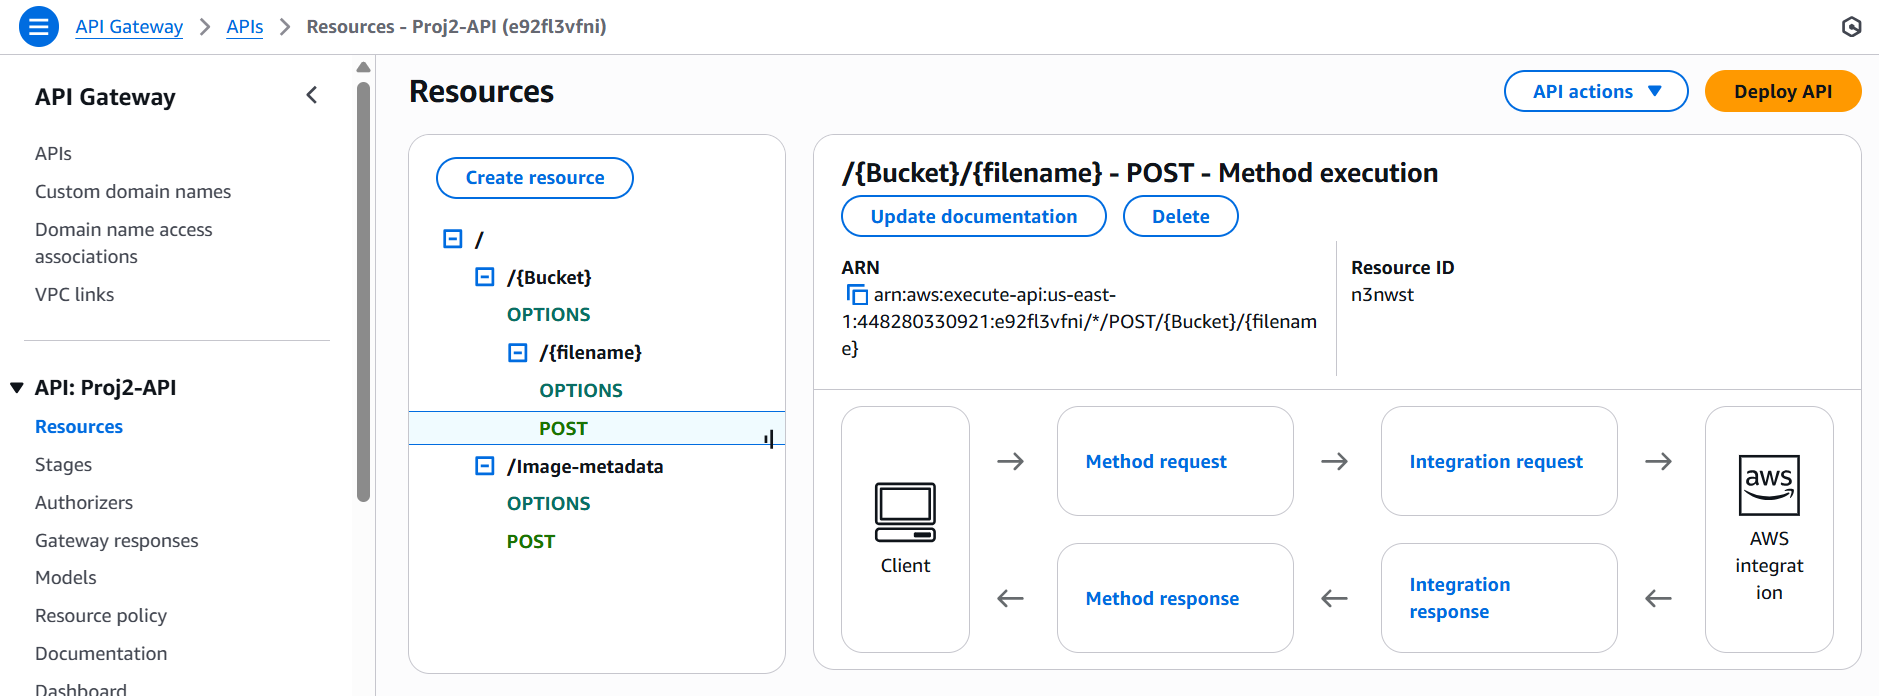 API Gateway > APIs > Resources - Proj2-API (e92fl3vfni)
API Gateway
APIs
Custom domain names
Domain name access
associations
VPC links
API: Proj2-API
Resources
Stages
Authorizers
Gateway responses
Models
Resource policy
Documentation
Dashboard
Resources
API actions
Deploy API
Create resource
/
/{Bucket}
OPTIONS
/{filename}
OPTIONS
POST
/Image-metadata
OPTIONS
POST
/{Bucket}/{filename} - POST - Method execution
Update documentation
Delete
ARN
arn:aws:execute-api:us-east-
1:448280330921:e92fl3vfni/*/POST/{Bucket}/{filenam
e}
Resource ID
n3nwst
Client
Method request
Integration request
Method response
Integration
response
aws
AWS
integrat
ion